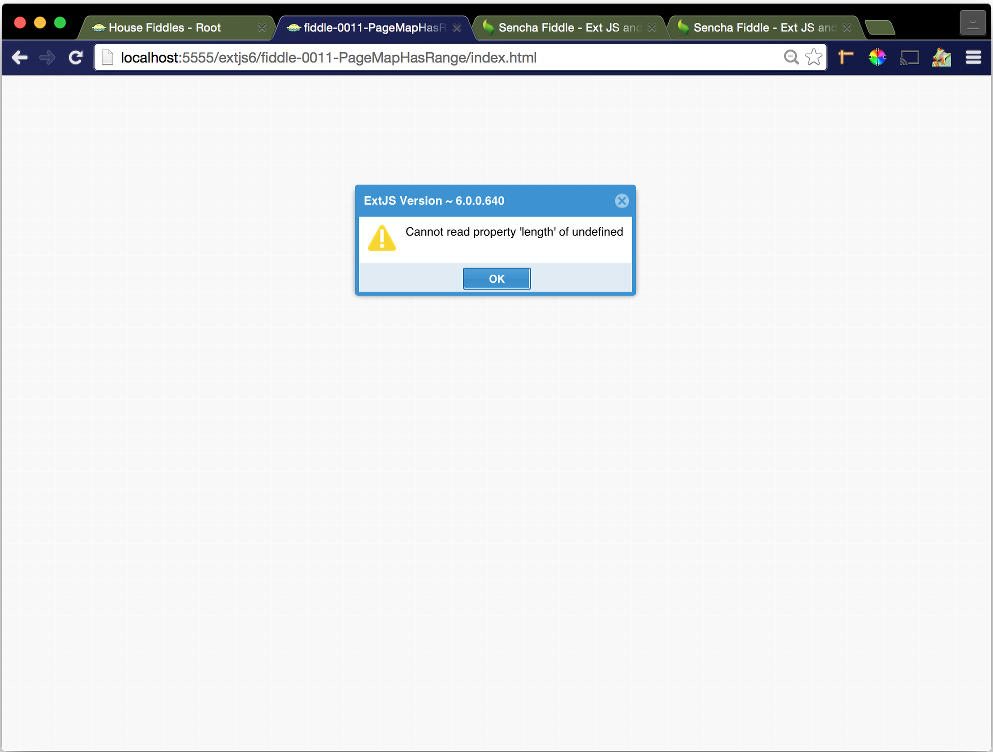 House Fiddles - Root
fiddle-0011-PageMapHasR
Sencha Fiddle - Ext JS and
Sencha Fiddle - Ext JS and
localhost:5555/extjs6/fiddle-0011-PageMapHasRange/index.html
ExtJS Version ~ 6.0.0.640
Cannot read property 'length' of undefined
OK